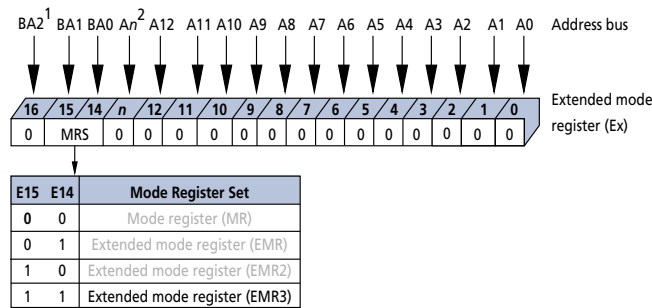 BA2¹ BA1 BA0 An² A12 A11 A10 A9 A8 A7 A6 A5 A4 A3 A2 A1 A0 Address bus
16 15 14 n 12 11 10 9 8 7 6 5 4 3 2 1 0 Extended mode
register (Ex)
0 MRS 0 0 0 0 0 0 0 0 0 0 0 0 0 0
E15 E14 Mode Register Set
0 0 Mode register (MR)
0 1 Extended mode register (EMR)
1 0 Extended mode register (EMR2)
1 1 Extended mode register (EMR3)